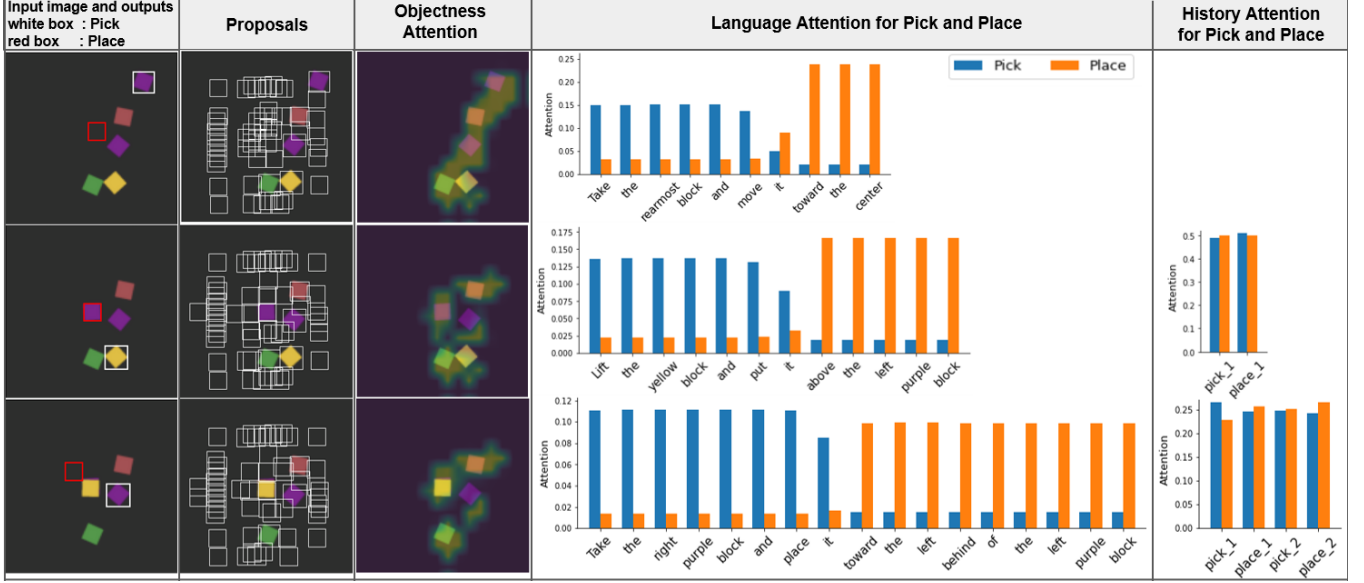 Input image and outputs
white box : Pick
red box : Place
Proposals
Objectness
Attention
Language Attention for Pick and Place
History Attention
for Pick and Place
Pick Place
Attention
0.25
0.20
0.15
0.10
0.05
0.00
Take the rearmost block and move it toward the center
Attention
0.175
0.150
0.125
0.100
0.075
0.050
0.025
0.000
Lift the yellow block and put it above the left purple block
Attention
0.5
0.4
0.3
0.2
0.1
0.0
pick_1 place_1
Attention
0.12
0.10
0.08
0.06
0.04
0.02
0.00
Take the right purple block and place it toward the left behind of the left purple block
Attention
0.25
0.20
0.15
0.10
0.05
0.00
pick_1 place_1 pick_2 place_2